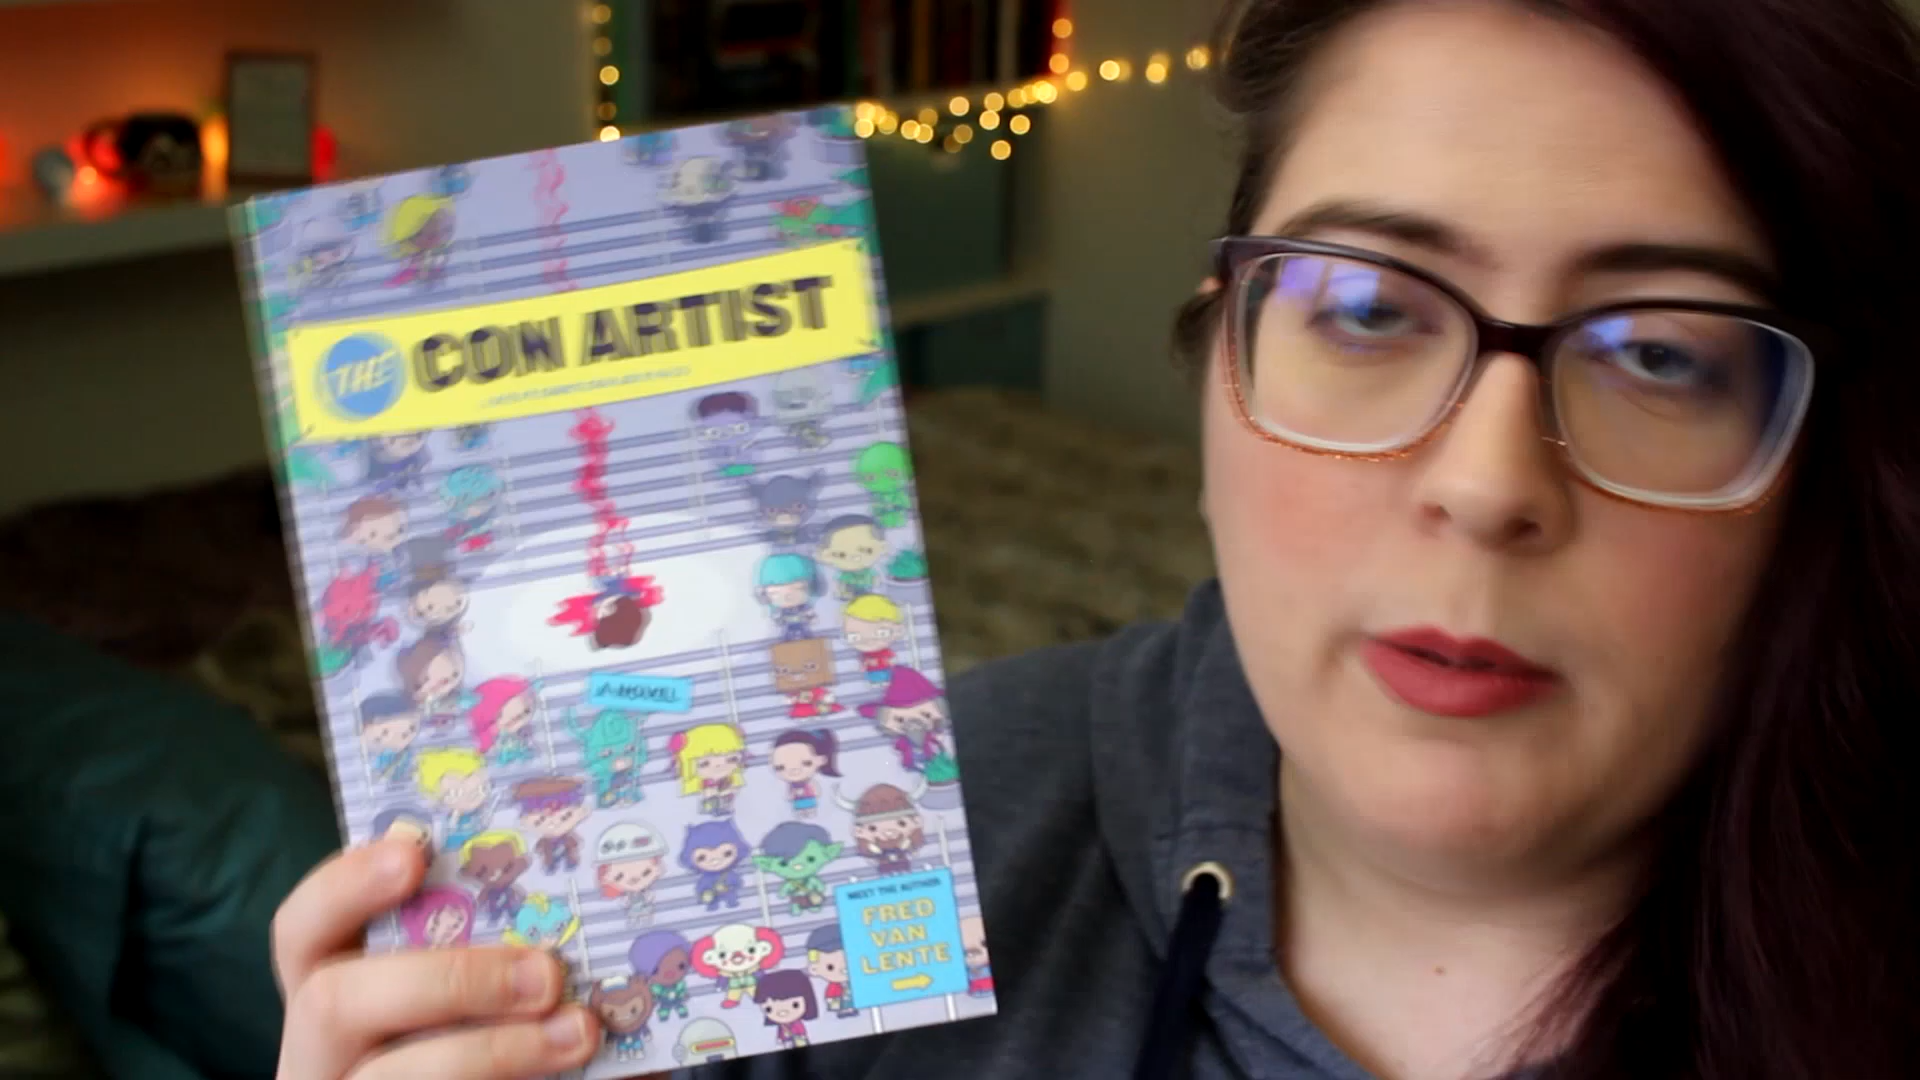 THE CON ARTIST
A NOVEL
MEET THE AUTHOR
FRED
VAN
LENTE